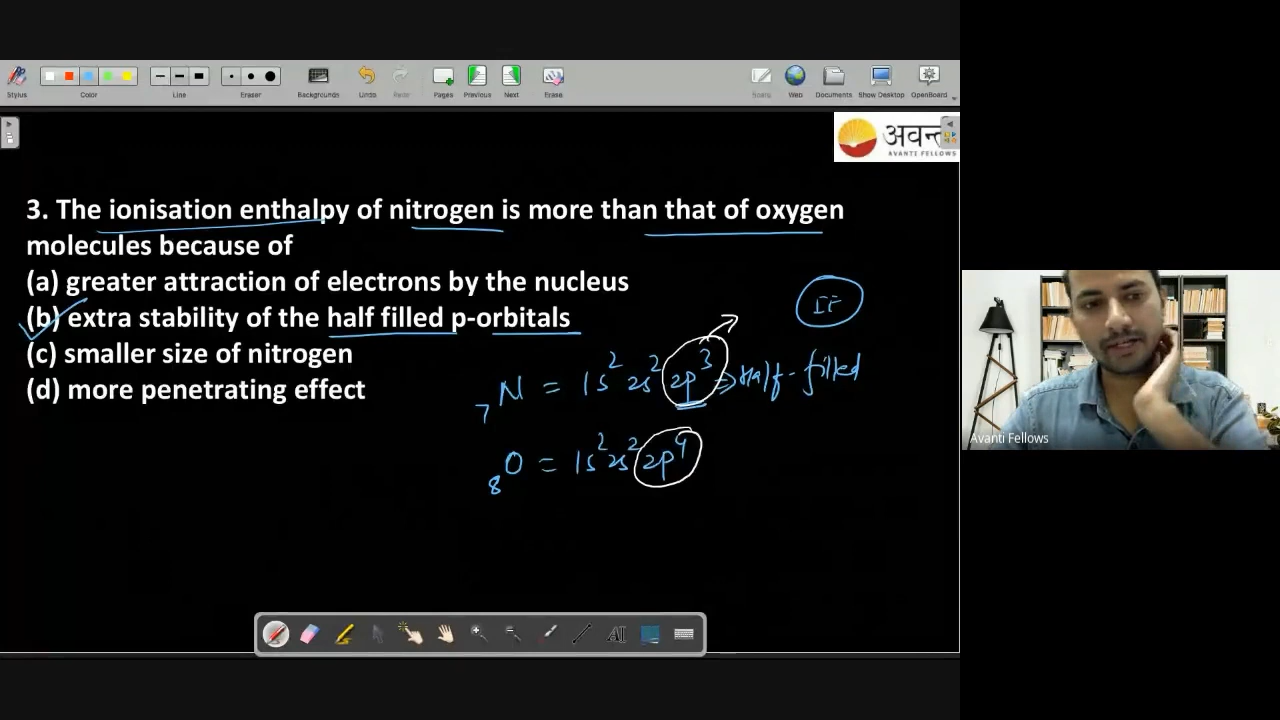 Stylus Color Line Eraser Backgrounds Undo Redo Pages Previous Next Erase Board Web Documents Show Desktop OpenBoard
अवन्त
AVANTI FELLOWS
3. The ionisation enthalpy of nitrogen is more than that of oxygen
molecules because of
(a) greater attraction of electrons by the nucleus
(b) extra stability of the half filled p-orbitals
(c) smaller size of nitrogen
(d) more penetrating effect
IE
₇N = 1s² 2s² 2p³ ⇒ Half-filled
₈O = 1s² 2s² 2p⁴
Avanti Fellows
AI